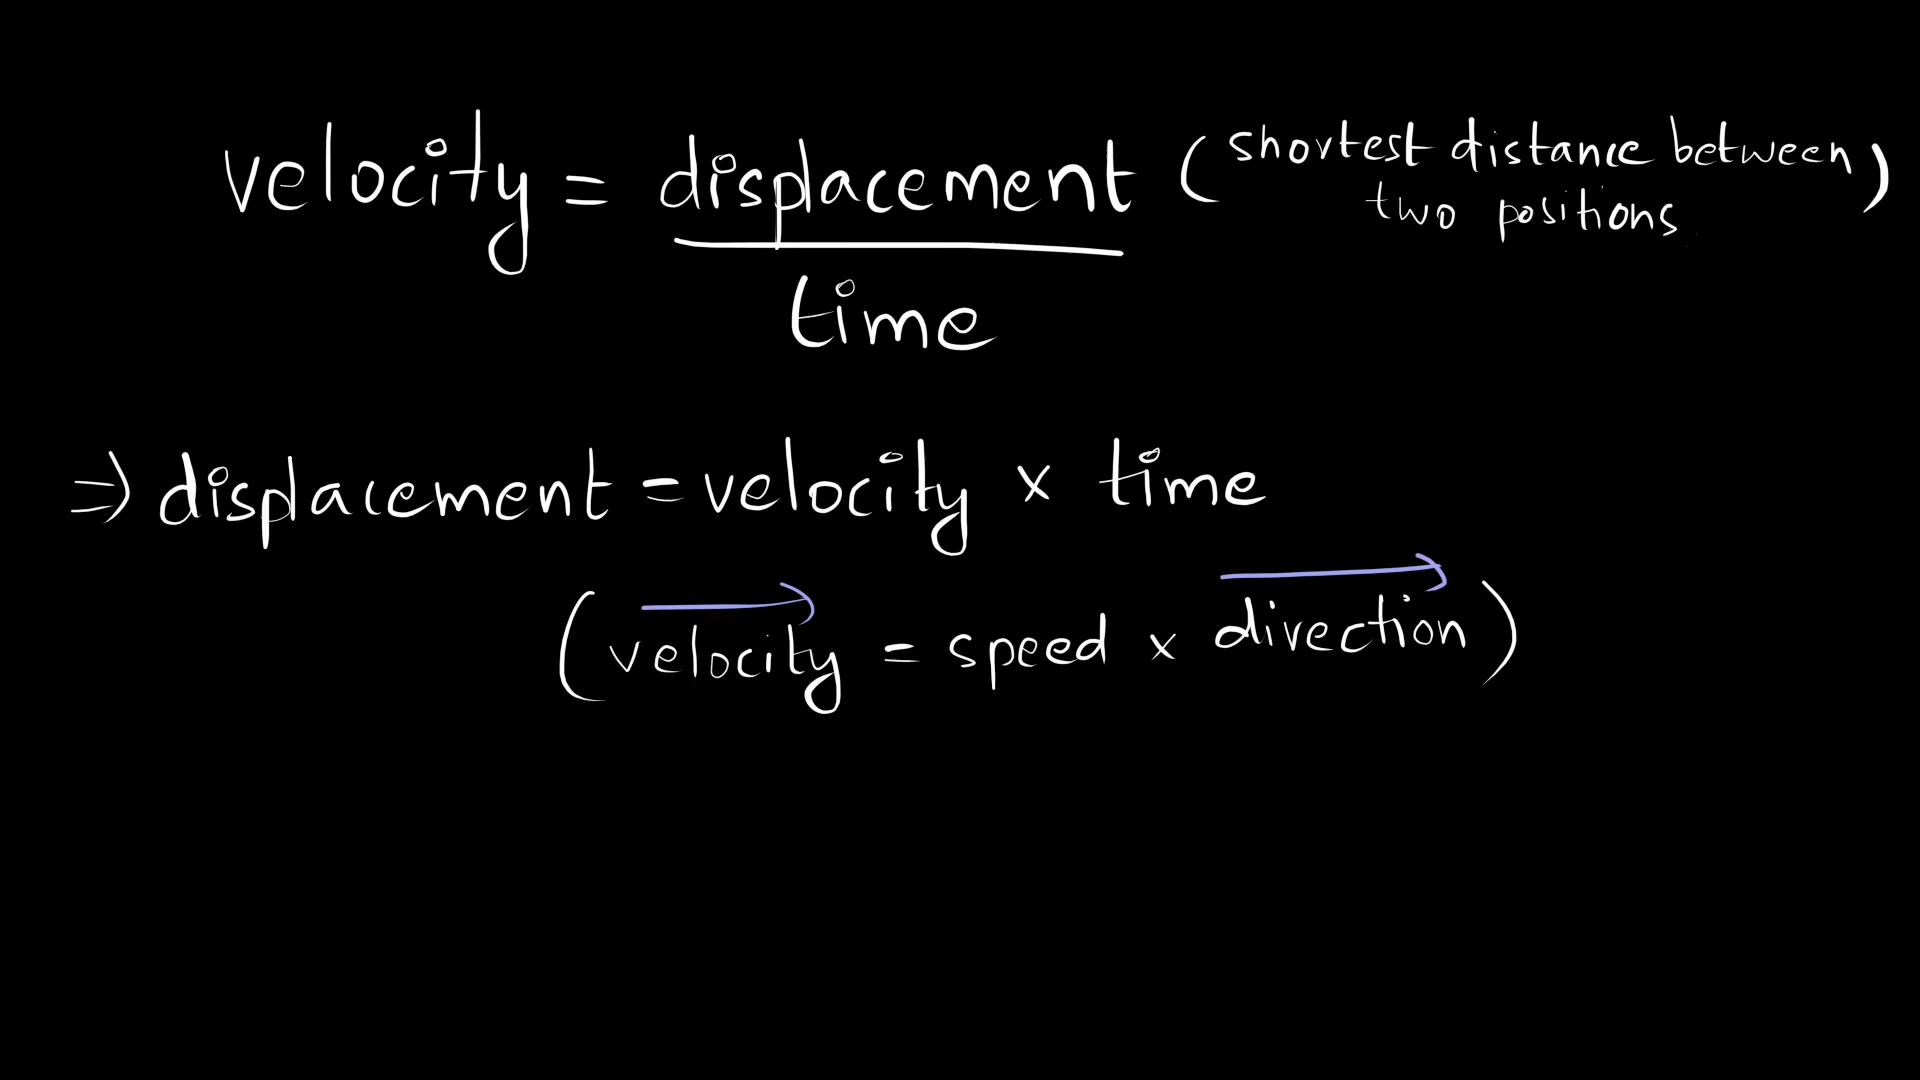 velocity = displacement (shortest distance between
two positions)
time
⇒ displacement = velocity x time
(velocity = speed x direction)